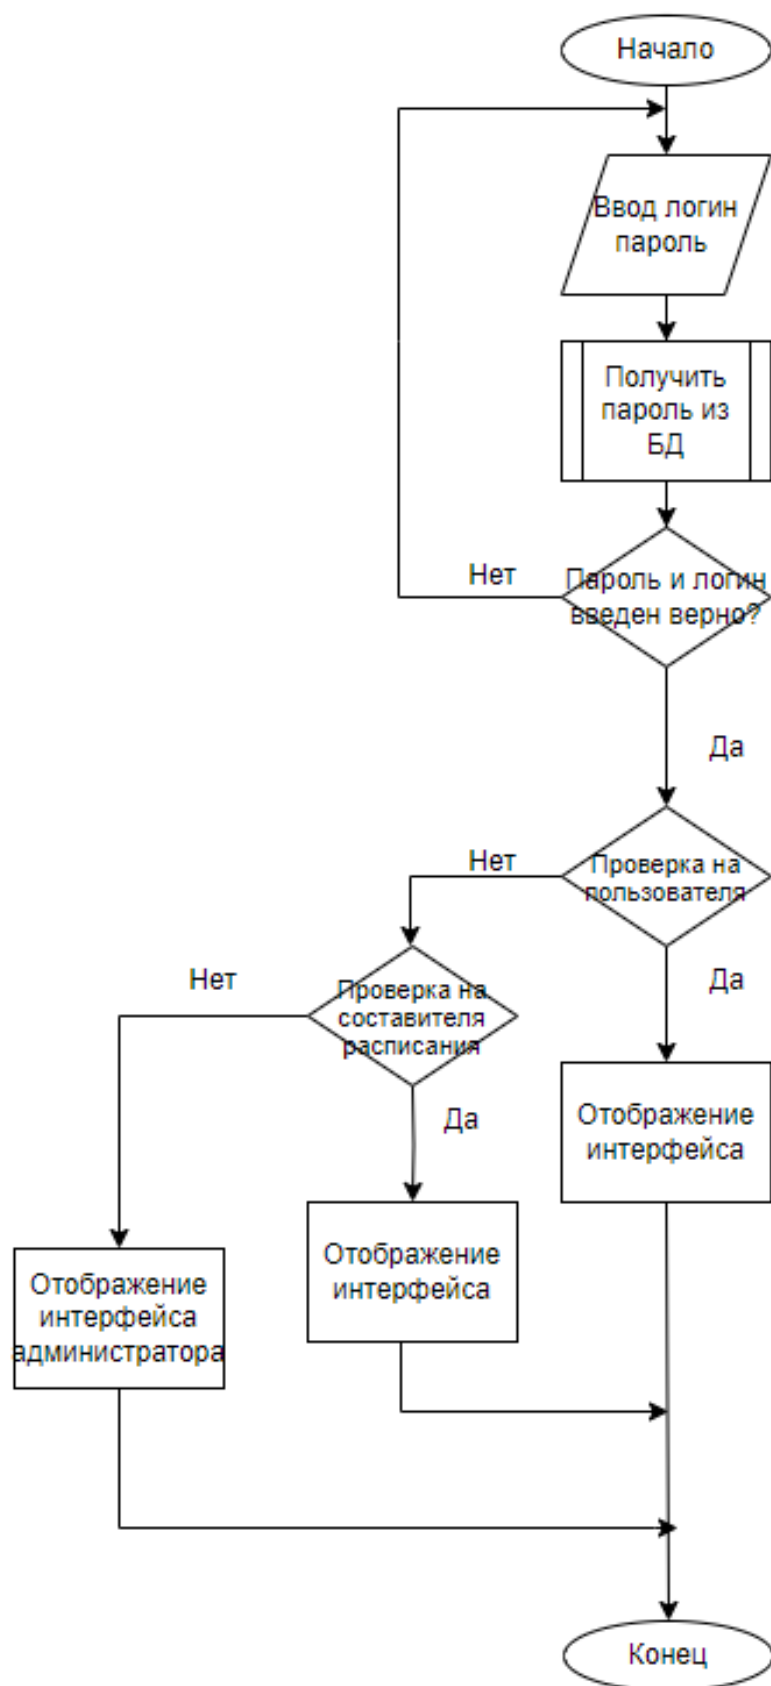 Начало
Ввод логин
пароль
Получить
пароль из
БД
Нет
Пароль и логин
введен верно?
Да
Нет
Проверка на
пользователя
Нет
Проверка на
составителя
расписания
Да
Да
Отображение
интерфейса
Отображение
интерфейса
Отображение
интерфейса
администратора
Конец